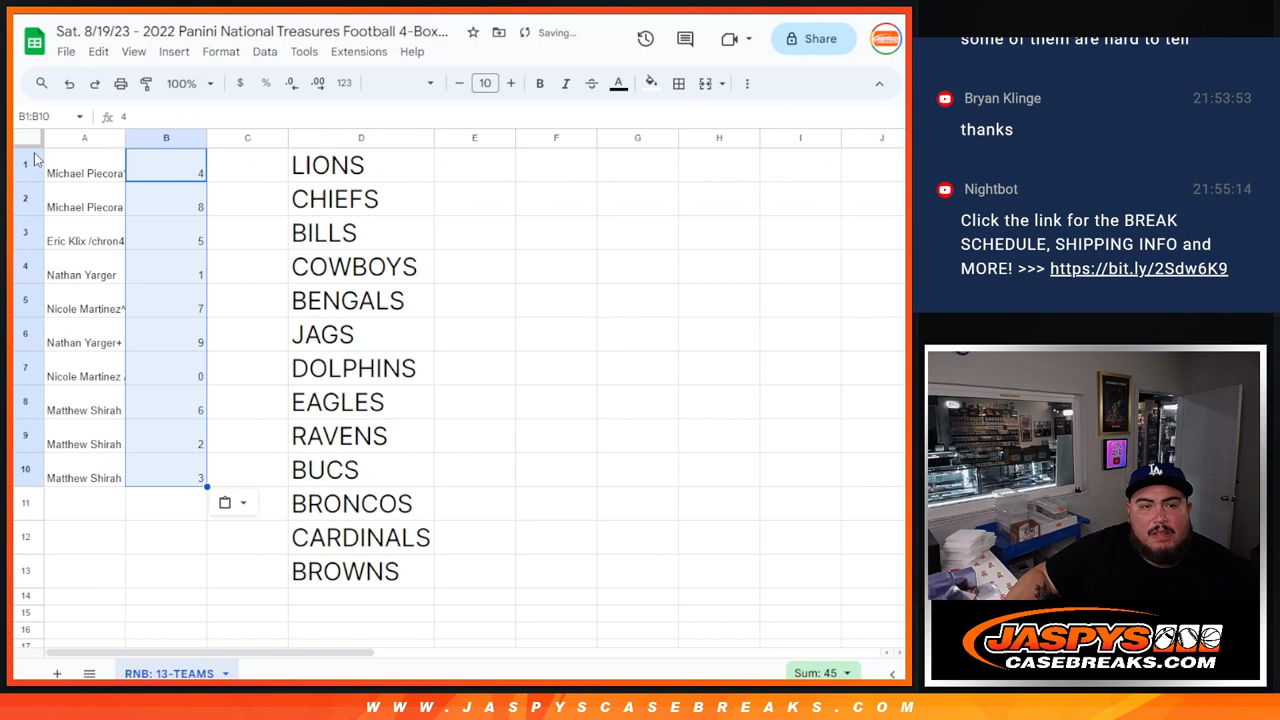 Sat. 8/19/23 - 2022 Panini National Treasures Football 4-Box...
Saving...
Share
File Edit View Insert Format Data Tools Extensions Help
100% $ % .0 .00 123 10 B I A
B1:B10 fx 4
A B C D E F G H I J
1 Michael Piecora 4 LIONS
2 Michael Piecora 8 CHIEFS
3 Eric Klix /chron4 5 BILLS
4 Nathan Yarger 1 COWBOYS
5 Nicole Martinez^ 7 BENGALS
6 Nathan Yarger+ 9 JAGS
7 Nicole Martinez 0 DOLPHINS
8 Matthew Shirah 6 EAGLES
9 Matthew Shirah 2 RAVENS
10 Matthew Shirah 3 BUCS
11 BRONCOS
12 CARDINALS
13 BROWNS
14
15
16
17
RNB: 13-TEAMS
Sum: 45
some of them are hard to tell
Bryan Klinge 21:53:53
thanks
Nightbot 21:55:14
Click the link for the BREAK
SCHEDULE, SHIPPING INFO and
MORE! >>> https://bit.ly/2Sdw6K9
LA
JASPYS
CASEBREAKS.COM
WWW.JASPYSCASEBREAKS.COM